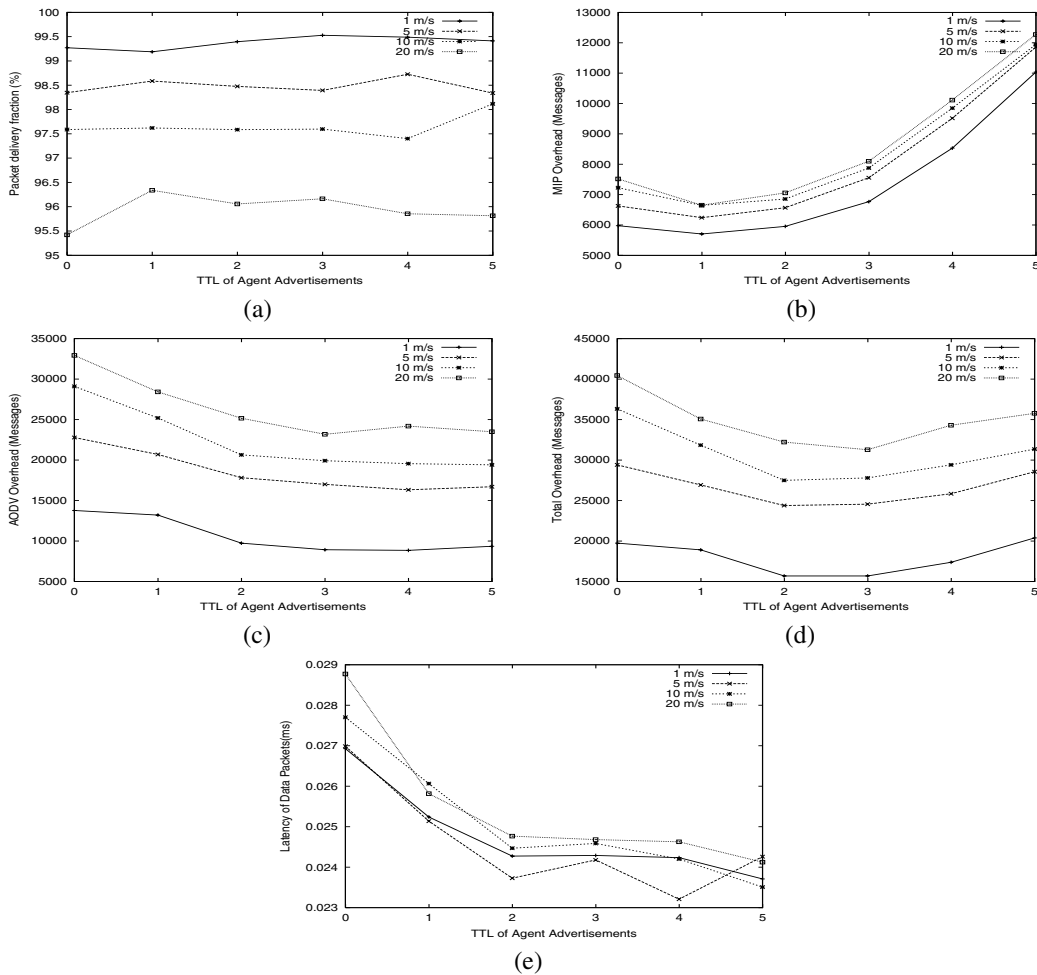 Packet delivery fraction (%)
100
99.5
99
98.5
98
97.5
97
96.5
96
95.5
95
0 1 2 3 4 5
TTL of Agent Advertisements
1 m/s
5 m/s
10 m/s
20 m/s
(a)
MIP Overhead (Messages)
13000
12000
11000
10000
9000
8000
7000
6000
5000
0 1 2 3 4 5
TTL of Agent Advertisements
1 m/s
5 m/s
10 m/s
20 m/s
(b)
AODV Overhead (Messages)
35000
30000
25000
20000
15000
10000
5000
0 1 2 3 4 5
TTL of Agent Advertisements
1 m/s
5 m/s
10 m/s
20 m/s
(c)
Total Overhead (Messages)
45000
40000
35000
30000
25000
20000
15000
0 1 2 3 4 5
TTL of Agent Advertisements
1 m/s
5 m/s
10 m/s
20 m/s
(d)
Latency of Data Packets(ms)
0.029
0.028
0.027
0.026
0.025
0.024
0.023
0 1 2 3 4 5
TTL of Agent Advertisements
1 m/s
5 m/s
10 m/s
20 m/s
(e)